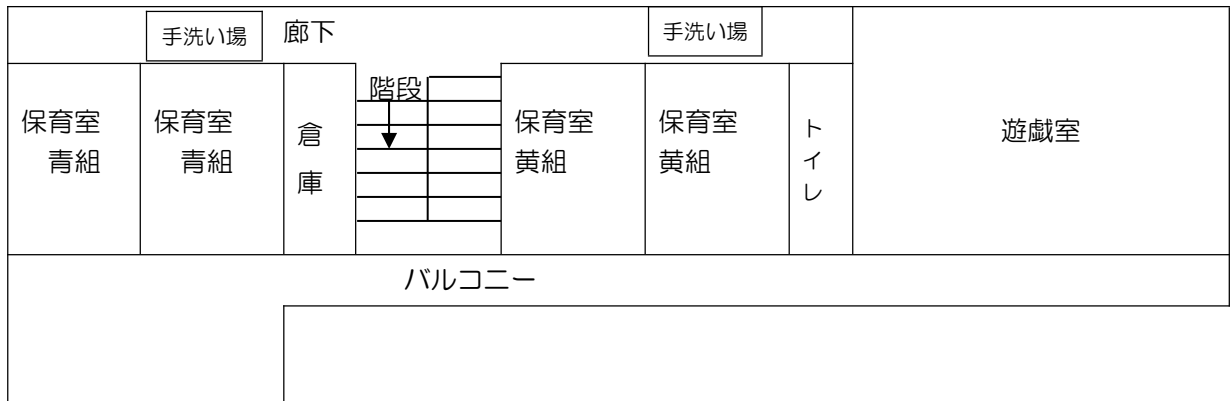 手洗い場
廊下
手洗い場
保育室
青組
保育室
青組
倉庫
階段
保育室
黄組
保育室
黄組
トイレ
遊戯室
バルコニー